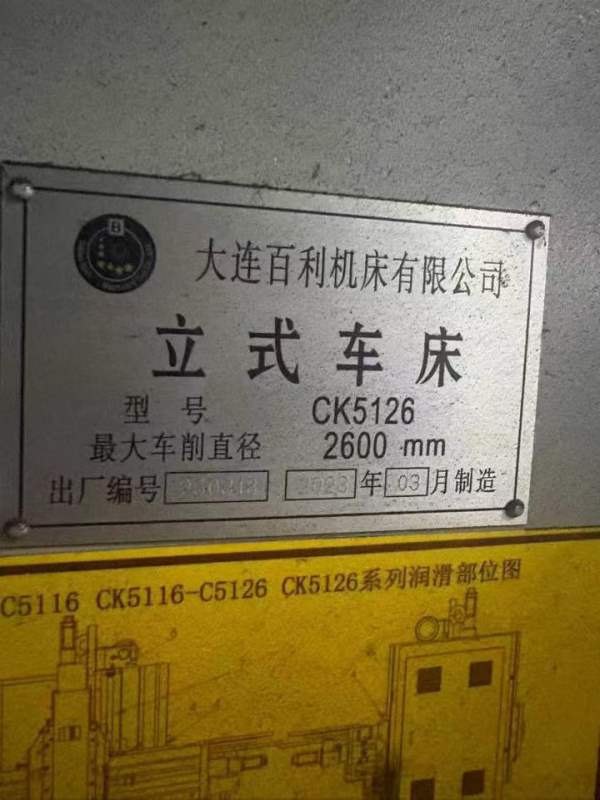 B
大连百利机床有限公司
立式车床
型 号 CK5126
最大车削直径 2600 mm
出厂编号 2023 年 03 月制造
C5116 CK5116-C5126 CK5126系列润滑部位图